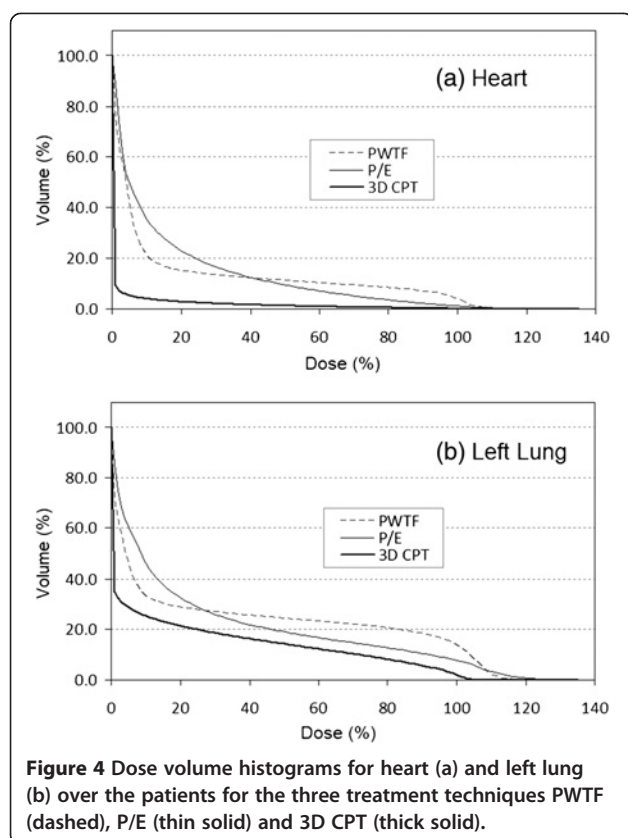 (a) Heart
Volume (%)
100.0
80.0
60.0
40.0
20.0
0.0
PWTF
P/E
3D CPT
0 20 40 60 80 100 120 140
Dose (%)
(b) Left Lung
Volume (%)
100.0
80.0
60.0
40.0
20.0
0.0
PWTF
P/E
3D CPT
0 20 40 60 80 100 120 140
Dose (%)
Figure 4 Dose volume histograms for heart (a) and left lung
(b) over the patients for the three treatment techniques PWTF
(dashed), P/E (thin solid) and 3D CPT (thick solid).